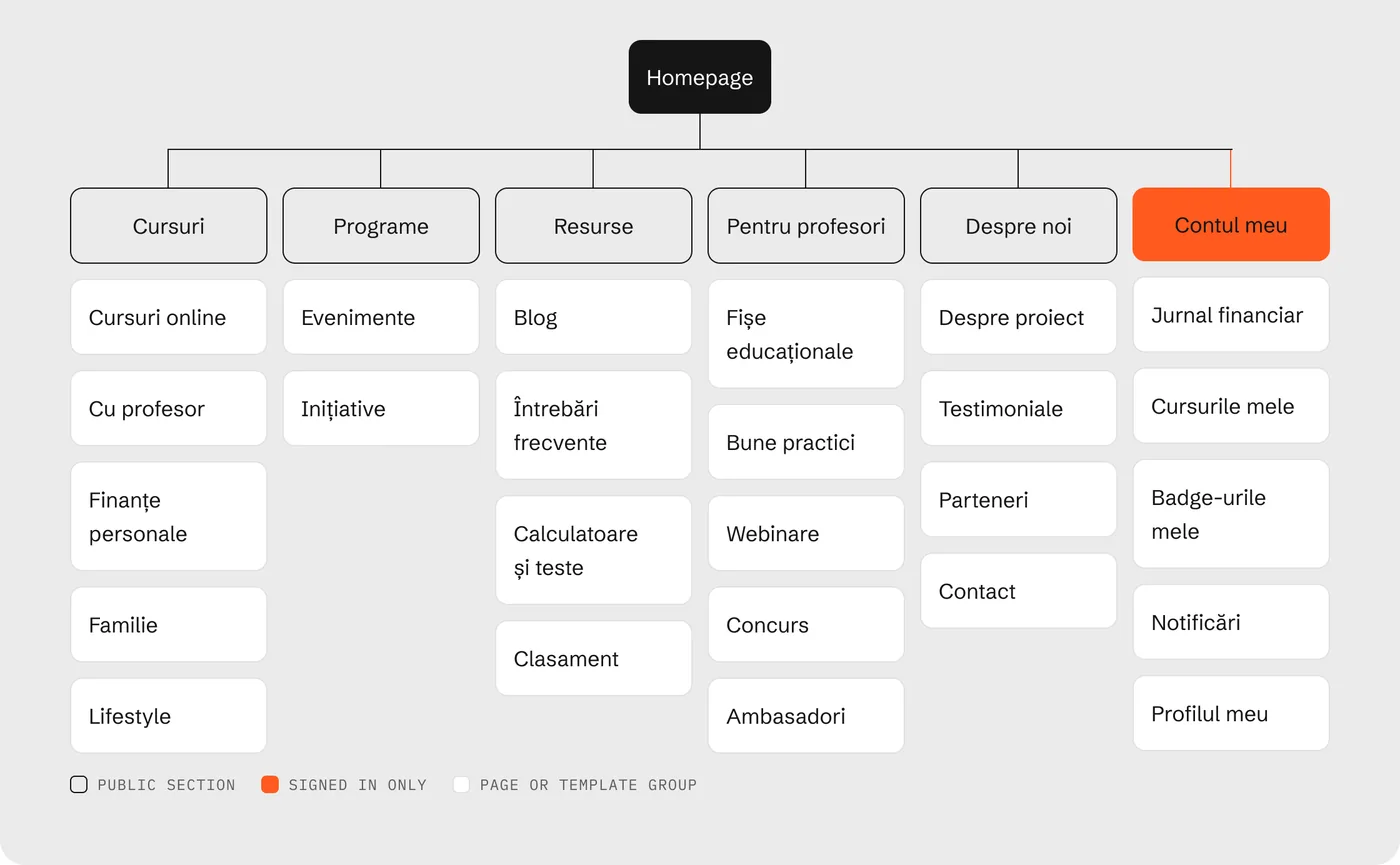 Homepage
Cursuri
Programe
Resurse
Pentru profesori
Despre noi
Contul meu
Cursuri online
Cu profesor
Finanțe
personale
Familie
Lifestyle
Evenimente
Inițiative
Blog
Întrebări
frecvente
Calculatoare
și teste
Clasament
Fișe
educaționale
Bune practici
Webinare
Concurs
Ambasadori
Despre proiect
Testimoniale
Parteneri
Contact
Jurnal financiar
Cursurile mele
Badge-urile
mele
Notificări
Profilul meu
PUBLIC SECTION
SIGNED IN ONLY
PAGE OR TEMPLATE GROUP